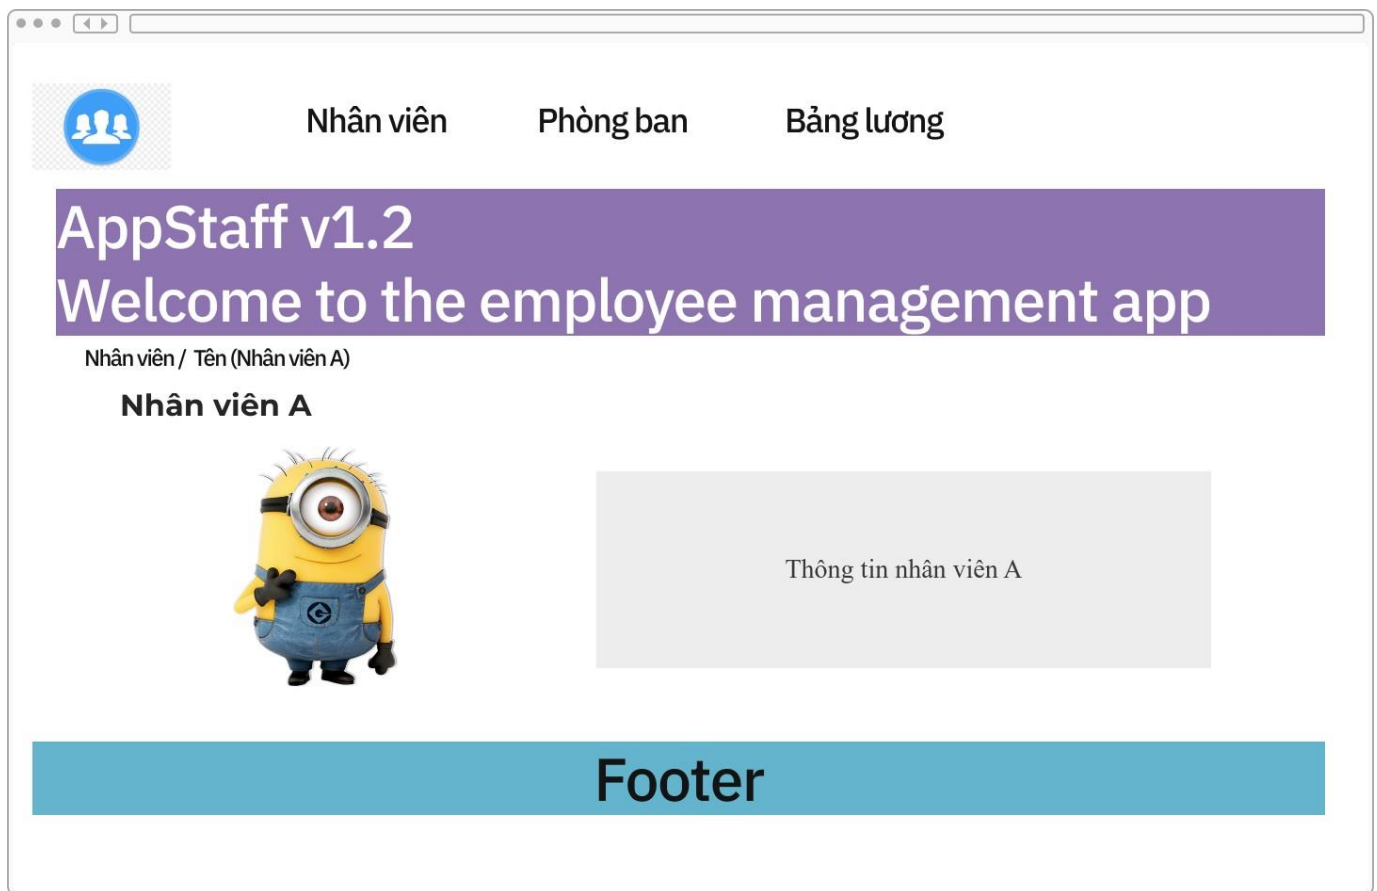 Nhân viên Phòng ban Bảng lương
AppStaff v1.2
Welcome to the employee management app
Nhân viên / Tên (Nhân viên A)
Nhân viên A
Thông tin nhân viên A
Footer